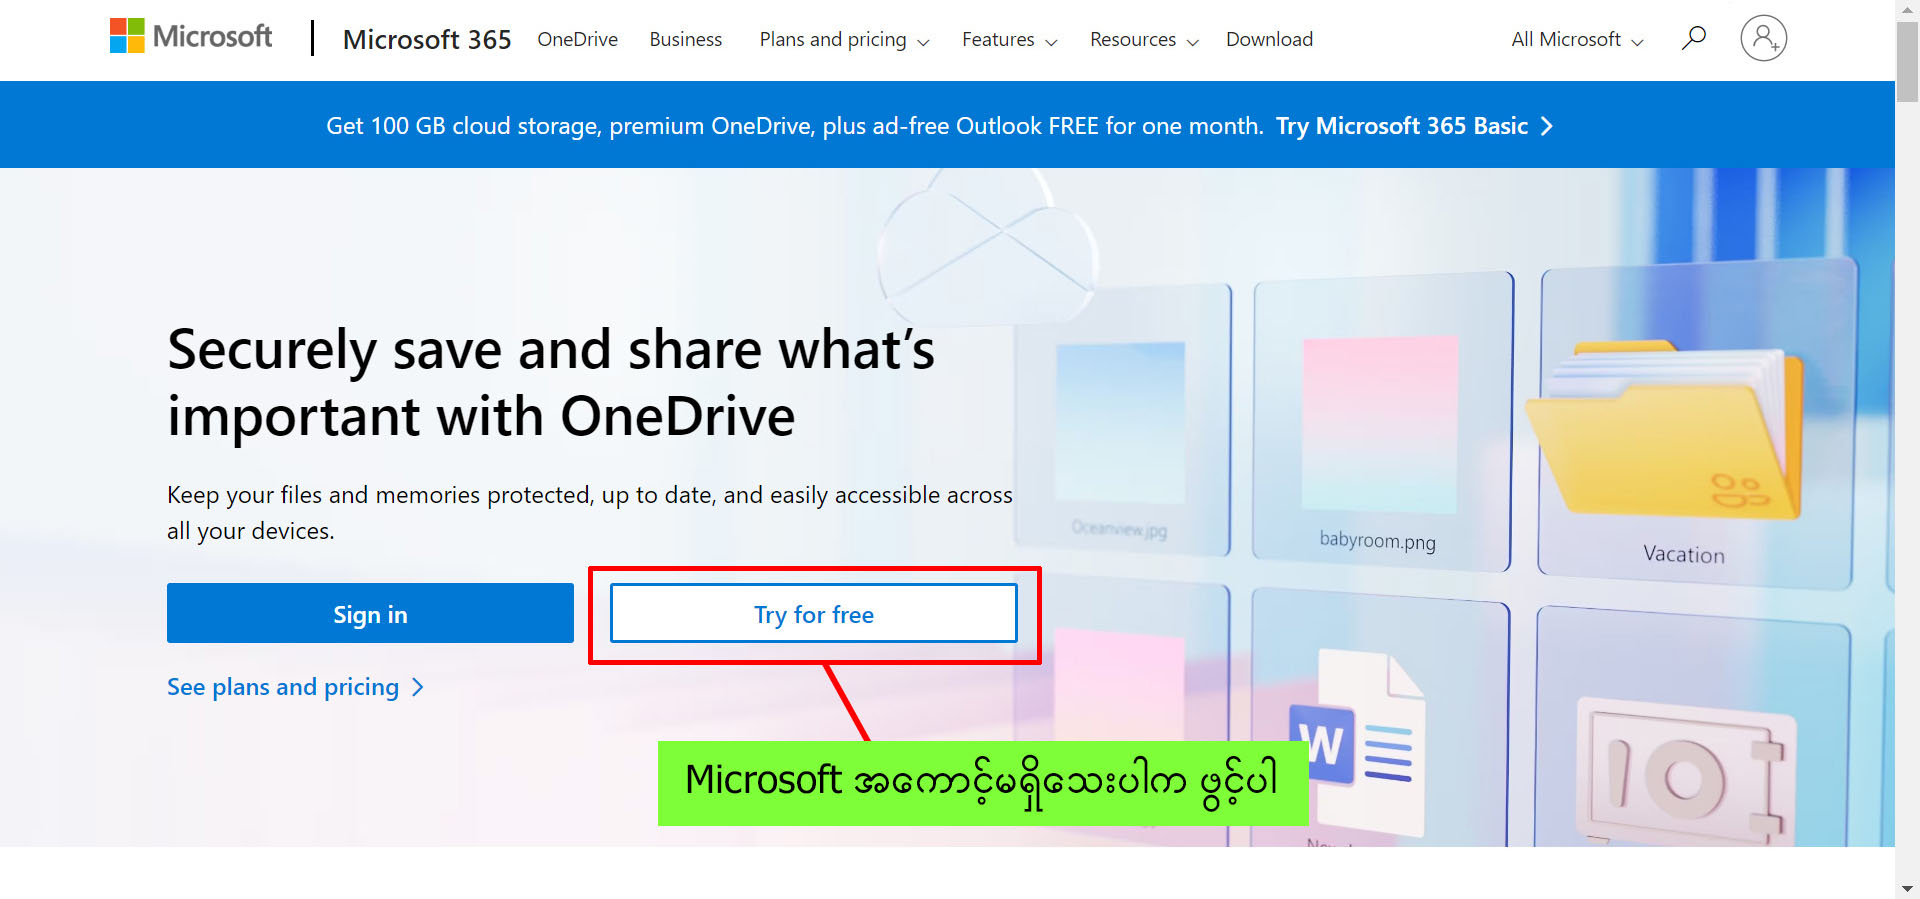 Microsoft
Microsoft 365 OneDrive Business Plans and pricing Features Resources Download All Microsoft
Get 100 GB cloud storage, premium OneDrive, plus ad-free Outlook FREE for one month. Try Microsoft 365 Basic
Securely save and share what's
important with OneDrive
Keep your files and memories protected, up to date, and easily accessible across
all your devices.
Oceanview.jpg
babyroom.png
Vacation
Sign in
Try for free
See plans and pricing
W
Microsoft အကောင့်မရှိသေးပါက ဖွင့်ပါ